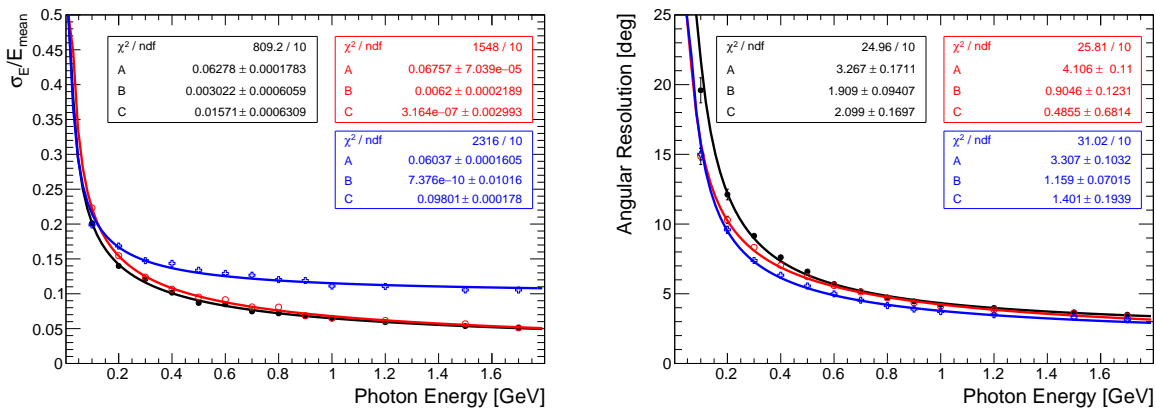 σ_E/E_mean
0.5
0.45
0.4
0.35
0.3
0.25
0.2
0.15
0.1
0.05
0
χ² / ndf 809.2 / 10
A 0.06278 ± 0.0001783
B 0.003022 ± 0.0006059
C 0.01571 ± 0.0006309
χ² / ndf 1548 / 10
A 0.06757 ± 7.039e−05
B 0.0062 ± 0.0002189
C 3.164e−07 ± 0.002993
χ² / ndf 2316 / 10
A 0.06037 ± 0.0001605
B 7.376e−10 ± 0.01016
C 0.09801 ± 0.000178
0.2 0.4 0.6 0.8 1 1.2 1.4 1.6
Photon Energy [GeV]
Angular Resolution [deg]
25
20
15
10
5
0
χ² / ndf 24.96 / 10
A 3.267 ± 0.1711
B 1.909 ± 0.09407
C 2.099 ± 0.1697
χ² / ndf 25.81 / 10
A 4.106 ± 0.11
B 0.9046 ± 0.1231
C 0.4855 ± 0.6814
χ² / ndf 31.02 / 10
A 3.307 ± 0.1032
B 1.159 ± 0.07015
C 1.401 ± 0.1939
0.2 0.4 0.6 0.8 1 1.2 1.4 1.6
Photon Energy [GeV]